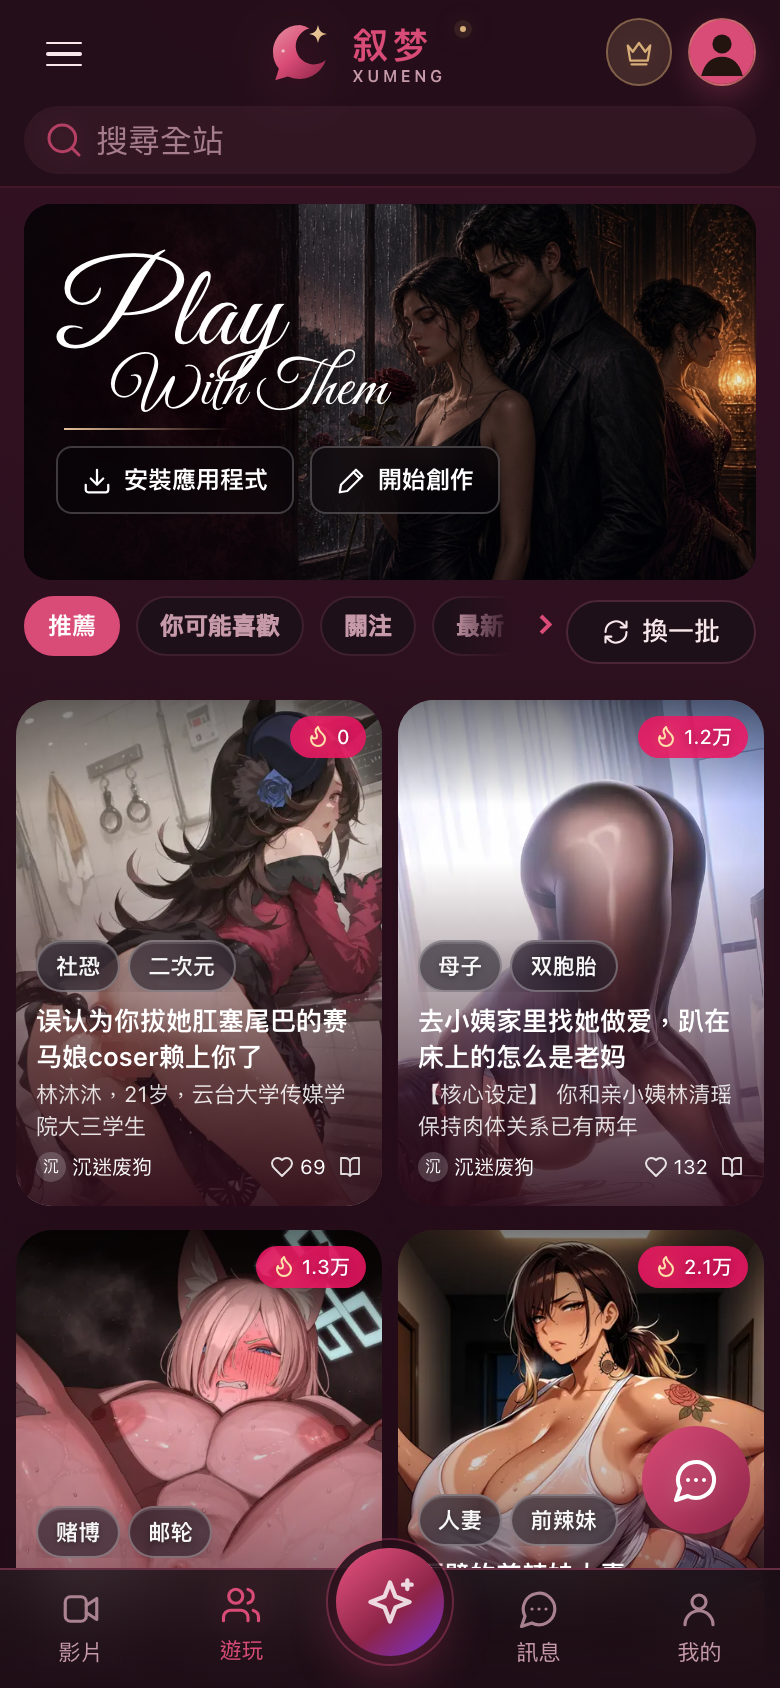 叙梦
XUMENG
搜尋全站
Play
With Them
安裝應用程式
開始創作
推薦
你可能喜歡
關注
最新
換一批
0
社恐
二次元
误认为你拔她肛塞尾巴的赛
马娘coser赖上你了
林沐沐，21岁，云台大学传媒学
院大三学生
沉
沉迷废狗
69
1.2万
母子
双胞胎
去小姨家里找她做爱，趴在
床上的怎么是老妈
【核心设定】 你和亲小姨林清瑶
保持肉体关系已有两年
沉
沉迷废狗
132
1.3万
赌博
邮轮
2.1万
人妻
前辣妹
影片
遊玩
訊息
我的